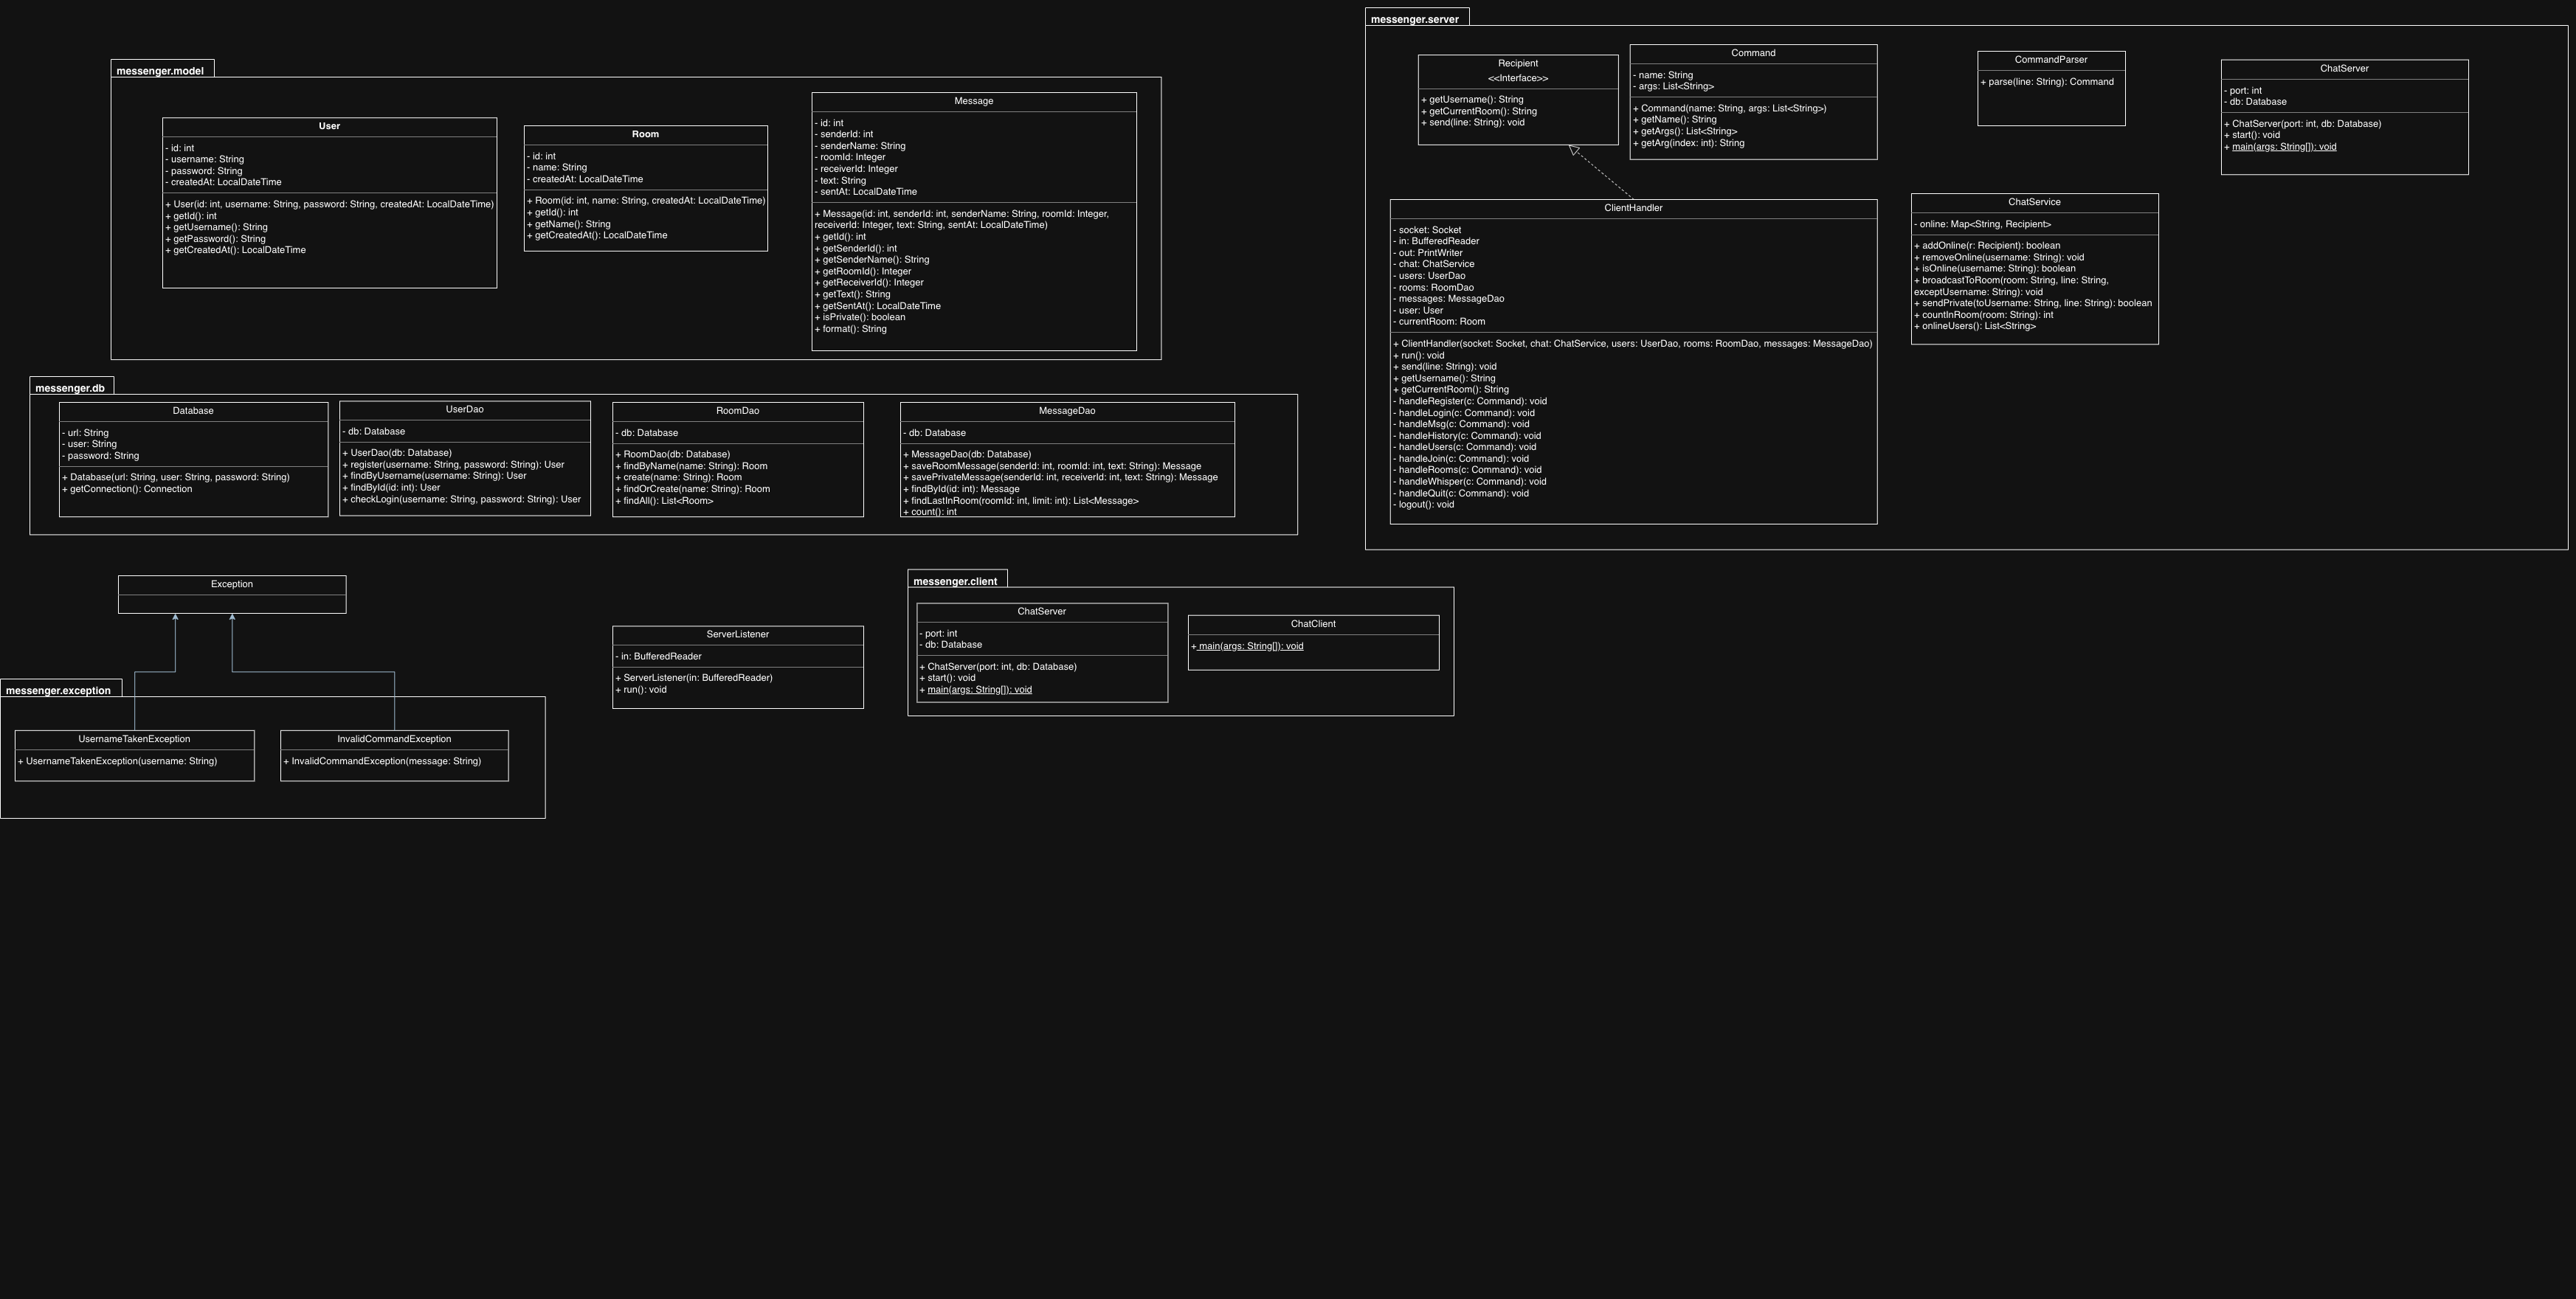 messenger.model
User
- id: int
- username: String
- password: String
- createdAt: LocalDateTime
+ User(id: int, username: String, password: String, createdAt: LocalDateTime)
+ getId(): int
+ getUsername(): String
+ getPassword(): String
+ getCreatedAt(): LocalDateTime
Room
- id: int
- name: String
- createdAt: LocalDateTime
+ Room(id: int, name: String, createdAt: LocalDateTime)
+ getId(): int
+ getName(): String
+ getCreatedAt(): LocalDateTime
Message
- id: int
- senderId: int
- senderName: String
- roomId: Integer
- receiverId: Integer
- text: String
- sentAt: LocalDateTime
+ Message(id: int, senderId: int, senderName: String, roomId: Integer,
receiverId: Integer, text: String, sentAt: LocalDateTime)
+ getId(): int
+ getSenderId(): int
+ getSenderName(): String
+ getRoomId(): Integer
+ getReceiverId(): Integer
+ getText(): String
+ getSentAt(): LocalDateTime
+ isPrivate(): boolean
+ format(): String
messenger.server
Recipient
<<Interface>>
+ getUsername(): String
+ getCurrentRoom(): String
+ send(line: String): void
Command
- name: String
- args: List<String>
+ Command(name: String, args: List<String>)
+ getName(): String
+ getArgs(): List<String>
+ getArg(index: int): String
CommandParser
+ parse(line: String): Command
ChatServer
- port: int
- db: Database
+ ChatServer(port: int, db: Database)
+ start(): void
+ main(args: String[]): void
ClientHandler
- socket: Socket
- in: BufferedReader
- out: PrintWriter
- chat: ChatService
- users: UserDao
- rooms: RoomDao
- messages: MessageDao
- user: User
- currentRoom: Room
+ ClientHandler(socket: Socket, chat: ChatService, users: UserDao, rooms: RoomDao, messages: MessageDao)
+ run(): void
+ send(line: String): void
+ getUsername(): String
+ getCurrentRoom(): String
- handleRegister(c: Command): void
- handleLogin(c: Command): void
- handleMsg(c: Command): void
- handleHistory(c: Command): void
- handleUsers(c: Command): void
- handleJoin(c: Command): void
- handleRooms(c: Command): void
- handleWhisper(c: Command): void
- handleQuit(c: Command): void
- logout(): void
ChatService
- online: Map<String, Recipient>
+ addOnline(r: Recipient): boolean
+ removeOnline(username: String): void
+ isOnline(username: String): boolean
+ broadcastToRoom(room: String, line: String,
exceptUsername: String): void
+ sendPrivate(toUsername: String, line: String): boolean
+ countInRoom(room: String): int
+ onlineUsers(): List<String>
messenger.db
Database
- url: String
- user: String
- password: String
+ Database(url: String, user: String, password: String)
+ getConnection(): Connection
UserDao
- db: Database
+ UserDao(db: Database)
+ register(username: String, password: String): User
+ findByUsername(username: String): User
+ findById(id: int): User
+ checkLogin(username: String, password: String): User
RoomDao
- db: Database
+ RoomDao(db: Database)
+ findByName(name: String): Room
+ create(name: String): Room
+ findOrCreate(name: String): Room
+ findAll(): List<Room>
MessageDao
- db: Database
+ MessageDao(db: Database)
+ saveRoomMessage(senderId: int, roomId: int, text: String): Message
+ savePrivateMessage(senderId: int, receiverId: int, text: String): Message
+ findById(id: int): Message
+ findLastInRoom(roomId: int, limit: int): List<Message>
+ count(): int
Exception
messenger.exception
UsernameTakenException
+ UsernameTakenException(username: String)
InvalidCommandException
+ InvalidCommandException(message: String)
ServerListener
- in: BufferedReader
+ ServerListener(in: BufferedReader)
+ run(): void
messenger.client
ChatServer
- port: int
- db: Database
+ ChatServer(port: int, db: Database)
+ start(): void
+ main(args: String[]): void
ChatClient
+ main(args: String[]): void